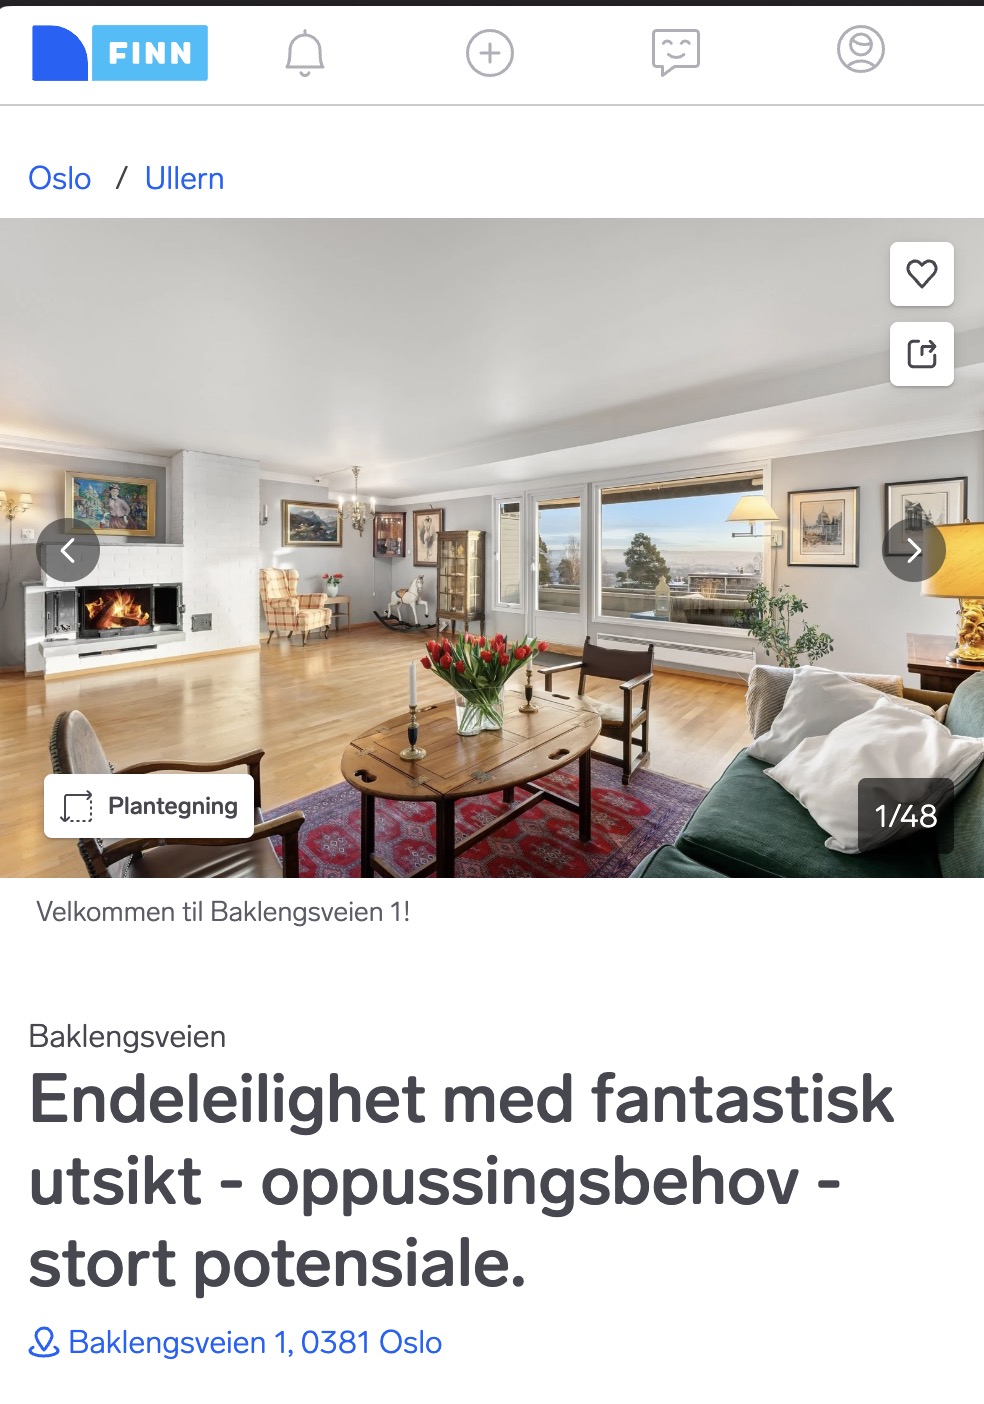 FINN
Oslo / Ullern
Plantegning
1/48
Velkommen til Baklengsveien 1!
Baklengsveien
Endeleilighet med fantastisk
utsikt - oppussingsbehov -
stort potensiale.
Baklengsveien 1, 0381 Oslo